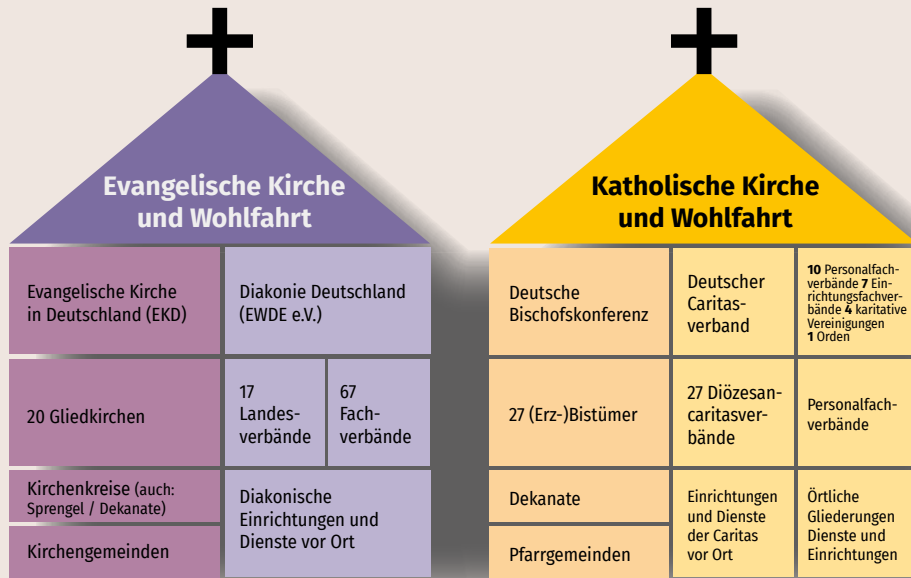 Evangelische Kirche
und Wohlfahrt
Evangelische Kirche
in Deutschland (EKD)
Diakonie Deutschland
(EWDE e.V.)
20 Gliedkirchen
17
Landes-
verbände
67
Fach-
verbände
Kirchenkreise (auch:
Sprengel / Dekanate)
Kirchengemeinden
Diakonische
Einrichtungen und
Dienste vor Ort
Katholische Kirche
und Wohlfahrt
Deutsche
Bischofskonferenz
Deutscher
Caritas-
verband
10 Personalfach-
verbände 7 Ein-
richtungsfachver-
bände 4 karitative
Vereinigungen
1 Orden
27 (Erz-)Bistümer
27 Diözesan-
caritasver-
bände
Personalfach-
verbände
Dekanate
Pfarrgemeinden
Einrichtungen
und Dienste
der Caritas
vor Ort
Örtliche
Gliederungen
Dienste und
Einrichtungen